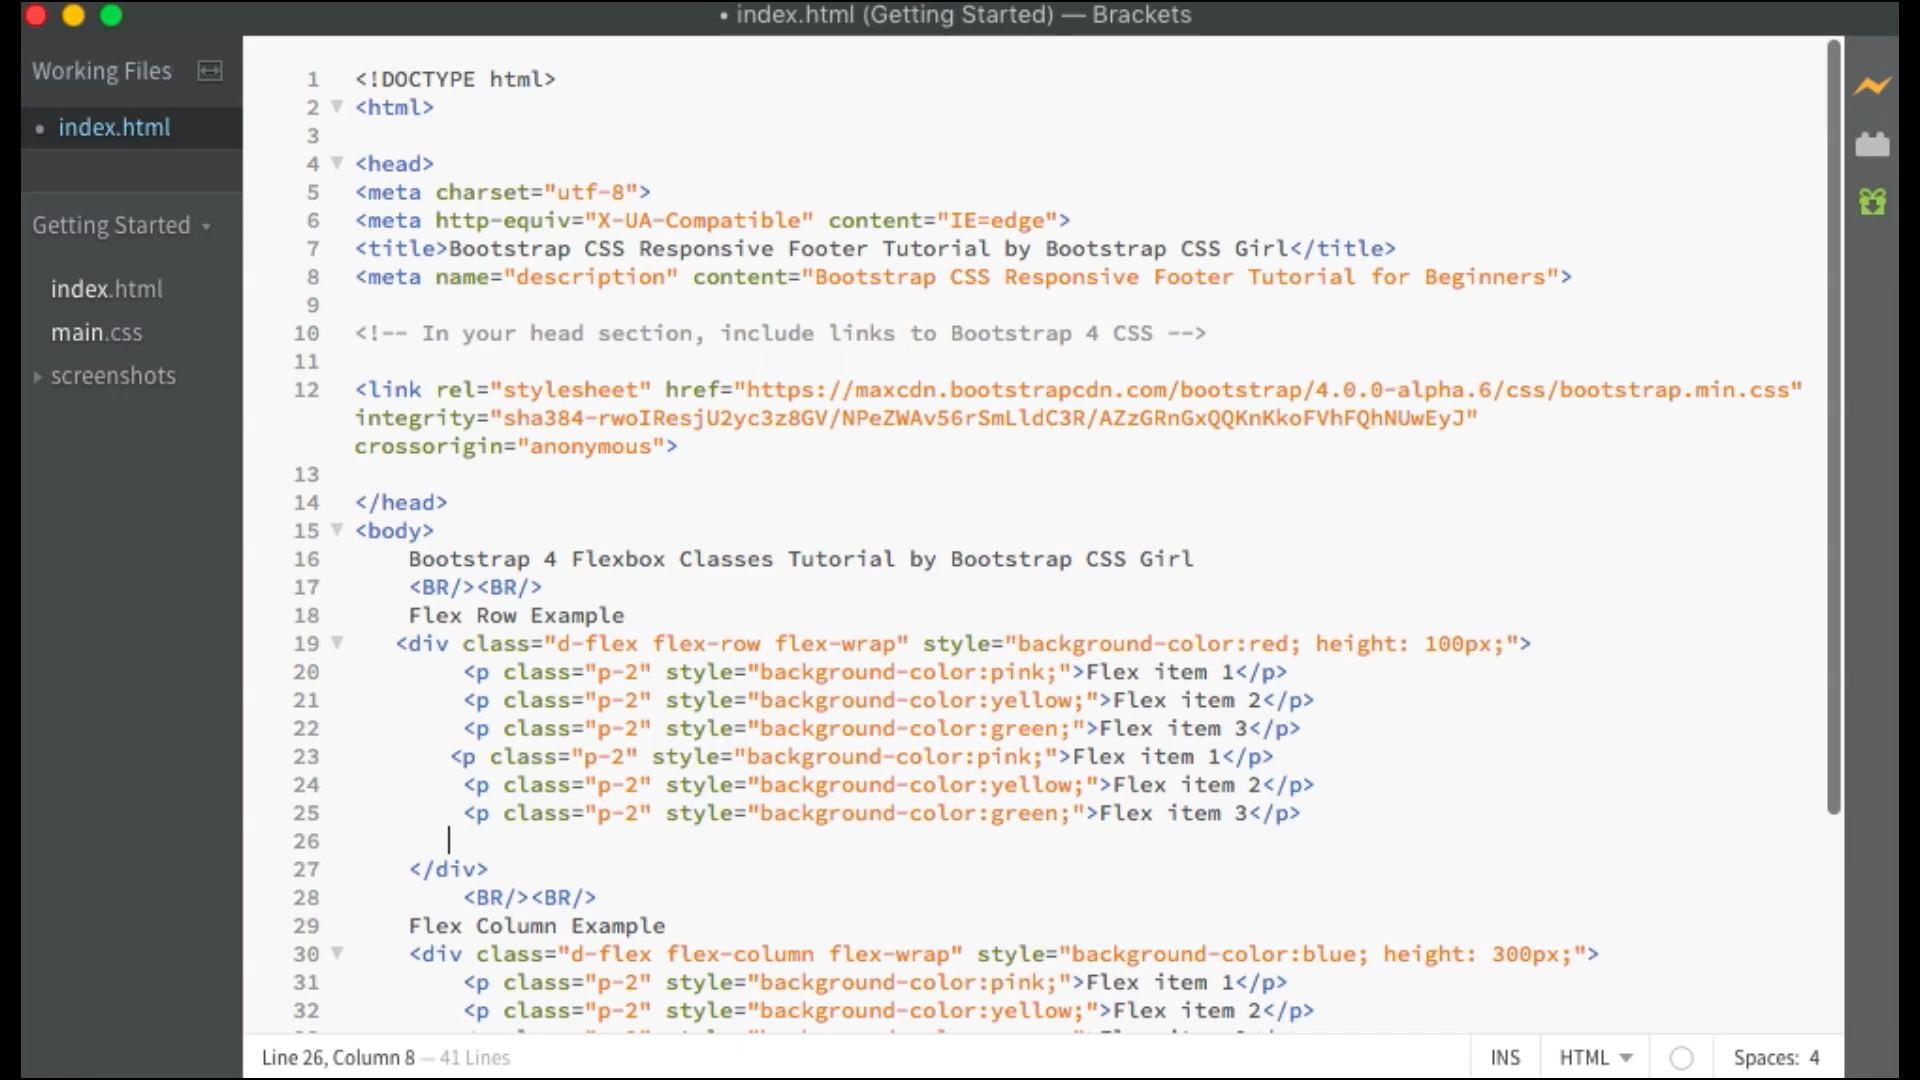 • index.html (Getting Started) — Brackets
Working Files
• index.html
Getting Started
index.html
main.css
screenshots
1 <!DOCTYPE html>
2 <html>
3
4 <head>
5 <meta charset="utf-8">
6 <meta http-equiv="X-UA-Compatible" content="IE=edge">
7 <title>Bootstrap CSS Responsive Footer Tutorial by Bootstrap CSS Girl</title>
8 <meta name="description" content="Bootstrap CSS Responsive Footer Tutorial for Beginners">
9
10 <!-- In your head section, include links to Bootstrap 4 CSS -->
11
12 <link rel="stylesheet" href="https://maxcdn.bootstrapcdn.com/bootstrap/4.0.0-alpha.6/css/bootstrap.min.css"
integrity="sha384-rwoIResjU2yc3z8GV/NPeZWAv56rSmLldC3R/AZzGRnGxQQKnKkoFVhFQhNUwEyJ"
crossorigin="anonymous">
13
14 </head>
15 <body>
16 Bootstrap 4 Flexbox Classes Tutorial by Bootstrap CSS Girl
17 <BR/><BR/>
18 Flex Row Example
19 <div class="d-flex flex-row flex-wrap" style="background-color:red; height: 100px;">
20 <p class="p-2" style="background-color:pink;">Flex item 1</p>
21 <p class="p-2" style="background-color:yellow;">Flex item 2</p>
22 <p class="p-2" style="background-color:green;">Flex item 3</p>
23 <p class="p-2" style="background-color:pink;">Flex item 1</p>
24 <p class="p-2" style="background-color:yellow;">Flex item 2</p>
25 <p class="p-2" style="background-color:green;">Flex item 3</p>
26
27 </div>
28 <BR/><BR/>
29 Flex Column Example
30 <div class="d-flex flex-column flex-wrap" style="background-color:blue; height: 300px;">
31 <p class="p-2" style="background-color:pink;">Flex item 1</p>
32 <p class="p-2" style="background-color:yellow;">Flex item 2</p>
Line 26, Column 8 — 41 Lines
INS
HTML
Spaces: 4